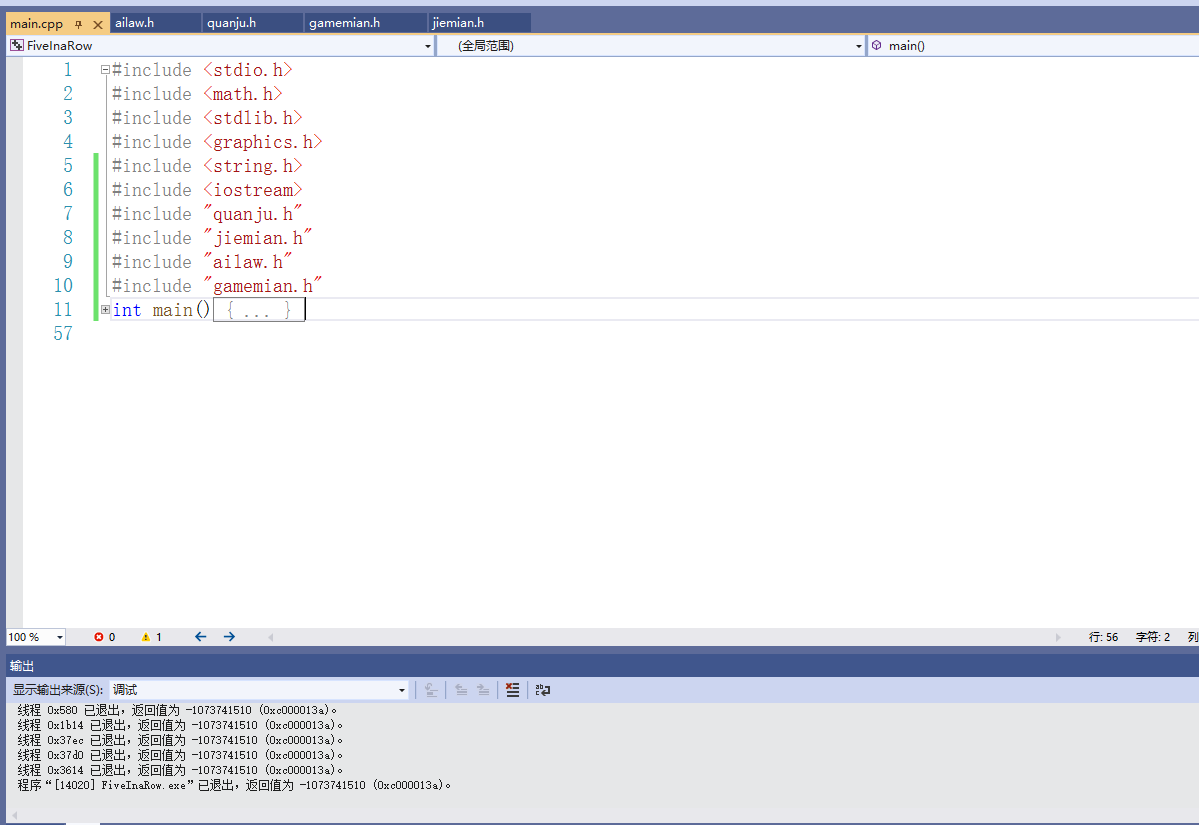 main.cpp ailaw.h quanju.h gamemian.h jiemian.h
FiveInaRow (全局范围) main()
1 #include <stdio.h>
2 #include <math.h>
3 #include <stdlib.h>
4 #include <graphics.h>
5 #include <string.h>
6 #include <iostream>
7 #include "quanju.h"
8 #include "jiemian.h"
9 #include "ailaw.h"
10 #include "gamemian.h"
11 int main() { ... }
57
100 % 0 1 行: 56 字符: 2 列
输出
显示输出来源(S): 调试
线程 0x580 已退出，返回值为 -1073741510 (0xc000013a)。
线程 0x1b14 已退出，返回值为 -1073741510 (0xc000013a)。
线程 0x37ec 已退出，返回值为 -1073741510 (0xc000013a)。
线程 0x37d0 已退出，返回值为 -1073741510 (0xc000013a)。
线程 0x3614 已退出，返回值为 -1073741510 (0xc000013a)。
程序“[14020] FiveInaRow.exe”已退出，返回值为 -1073741510 (0xc000013a)。